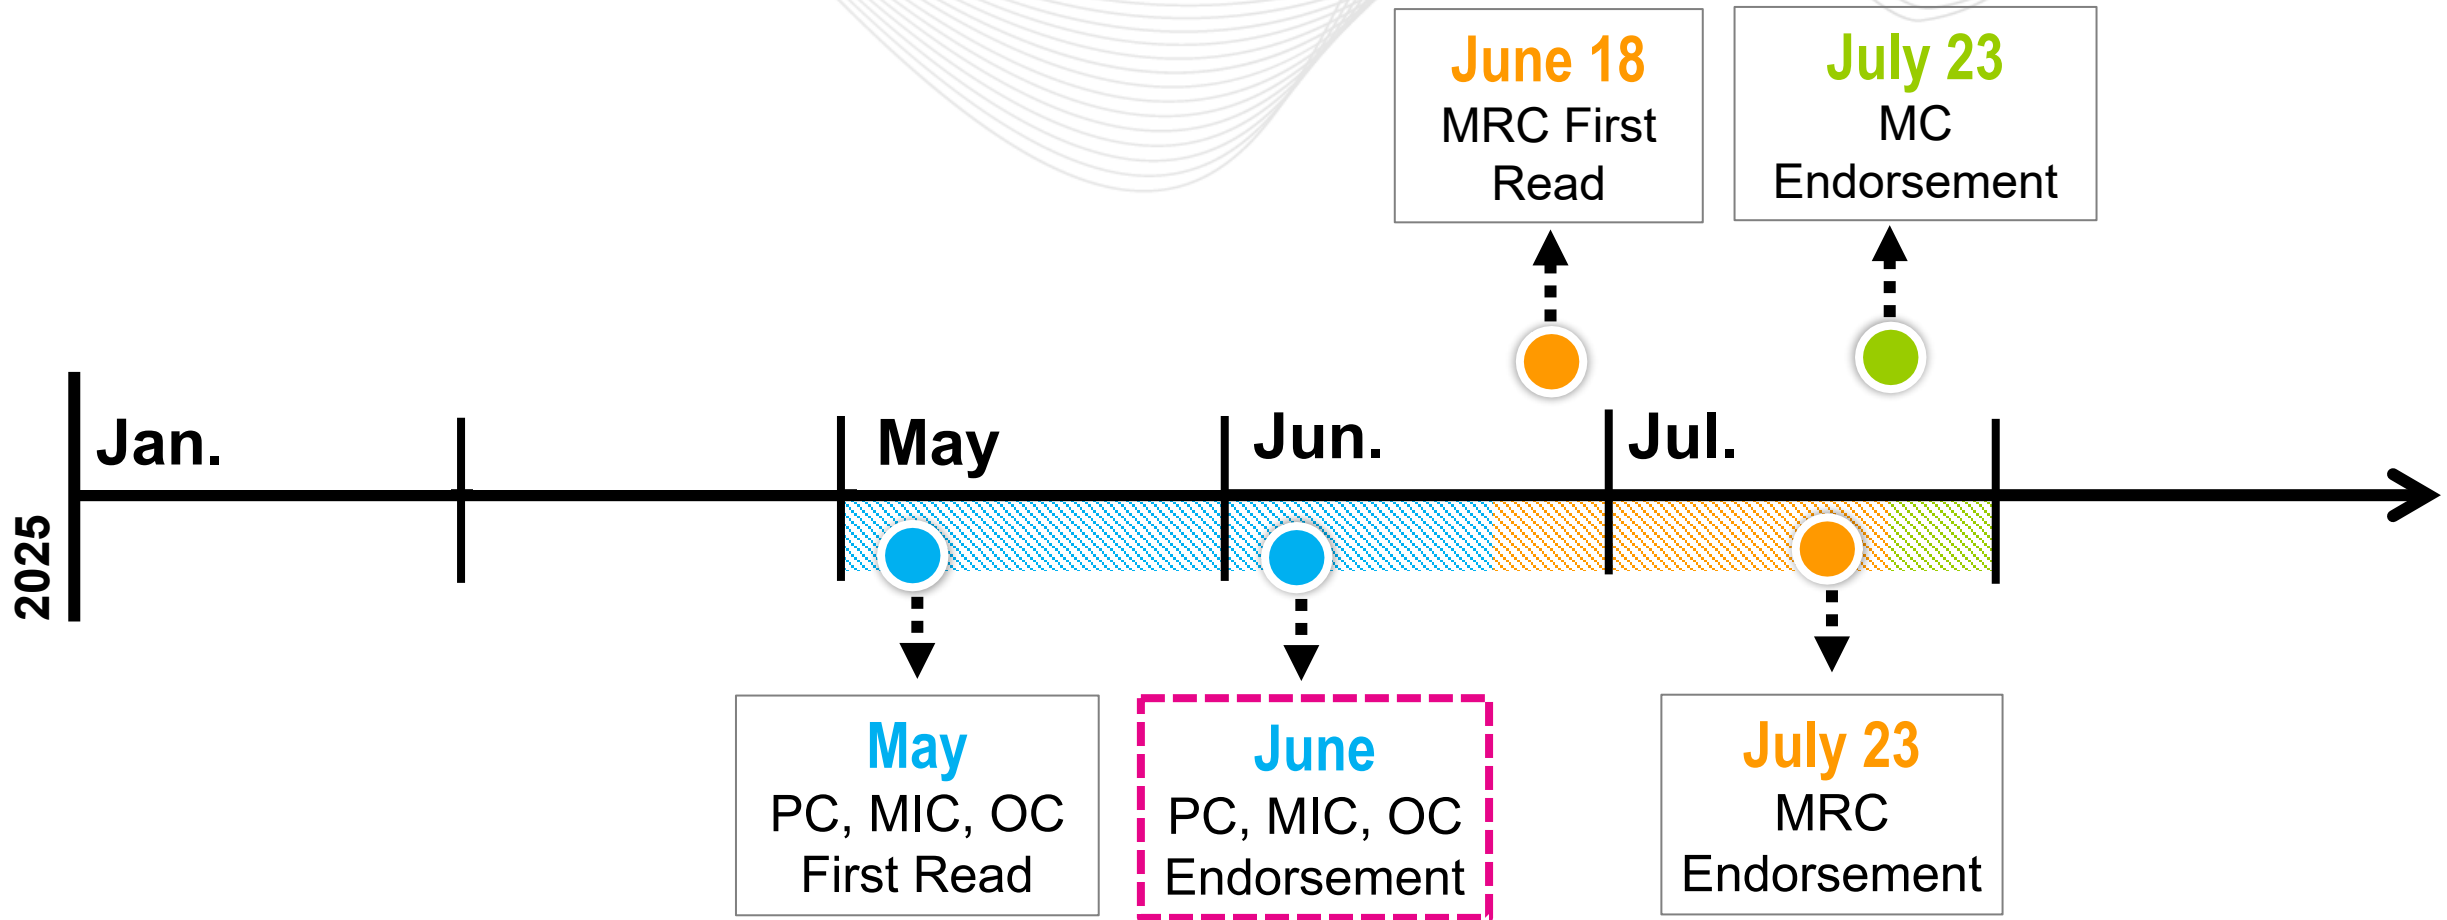 June 18
MRC First
Read
July 23
MC
Endorsement
Jan.
May
Jun.
Jul.
2025
May
PC, MIC, OC
First Read
June
PC, MIC, OC
Endorsement
July 23
MRC
Endorsement